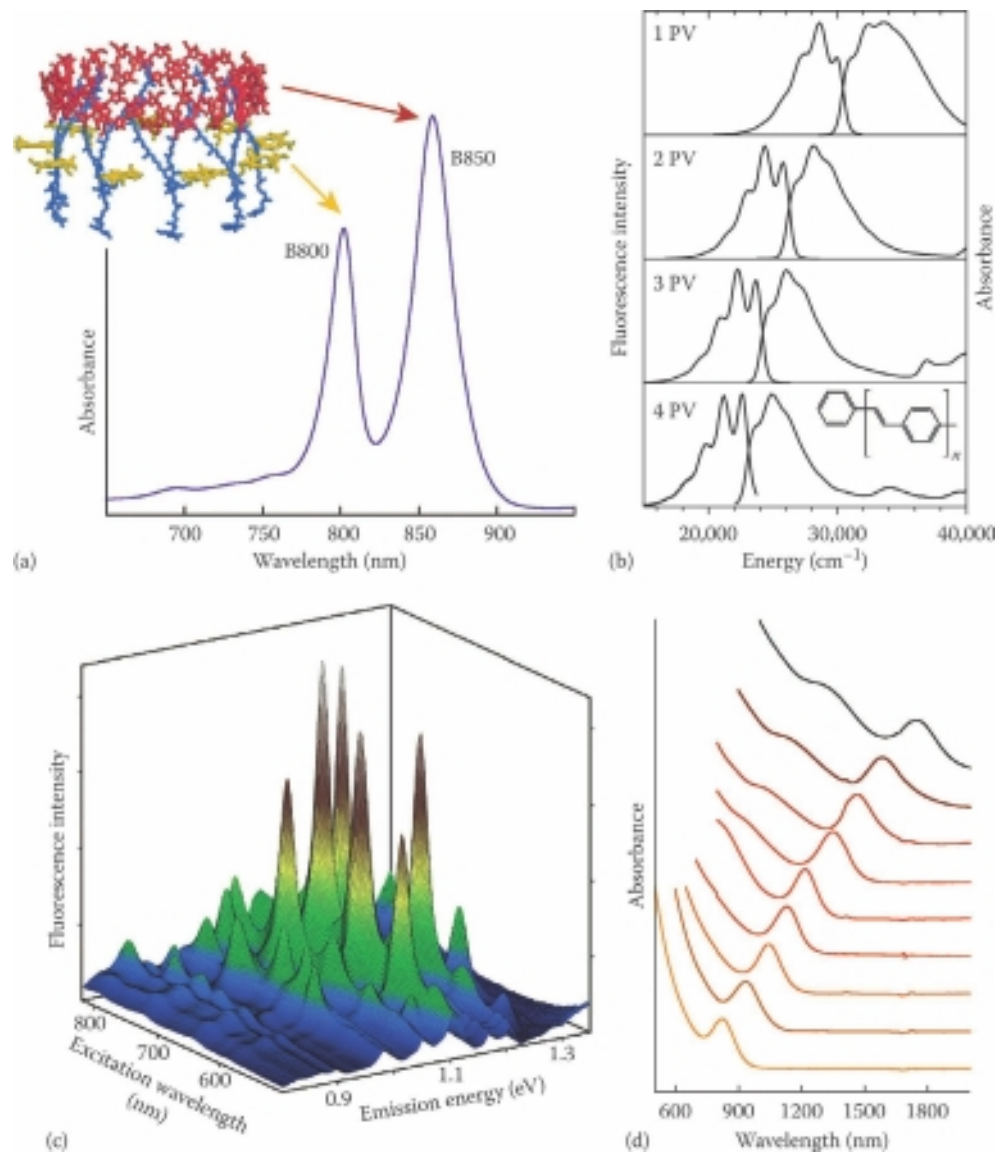 B850
B800
Absorbance
700
750
800
850
900
(a)
Wavelength (nm)
1 PV
2 PV
3 PV
4 PV
n
Fluorescence intensity
Absorbance
20,000
30,000
40,000
(b)
Energy (cm⁻¹)
Fluorescence intensity
800
700
600
Excitation wavelength
(nm)
0.9
1.1
1.3
Emission energy (eV)
(c)
Absorbance
600
900
1200
1500
1800
(d)
Wavelength (nm)